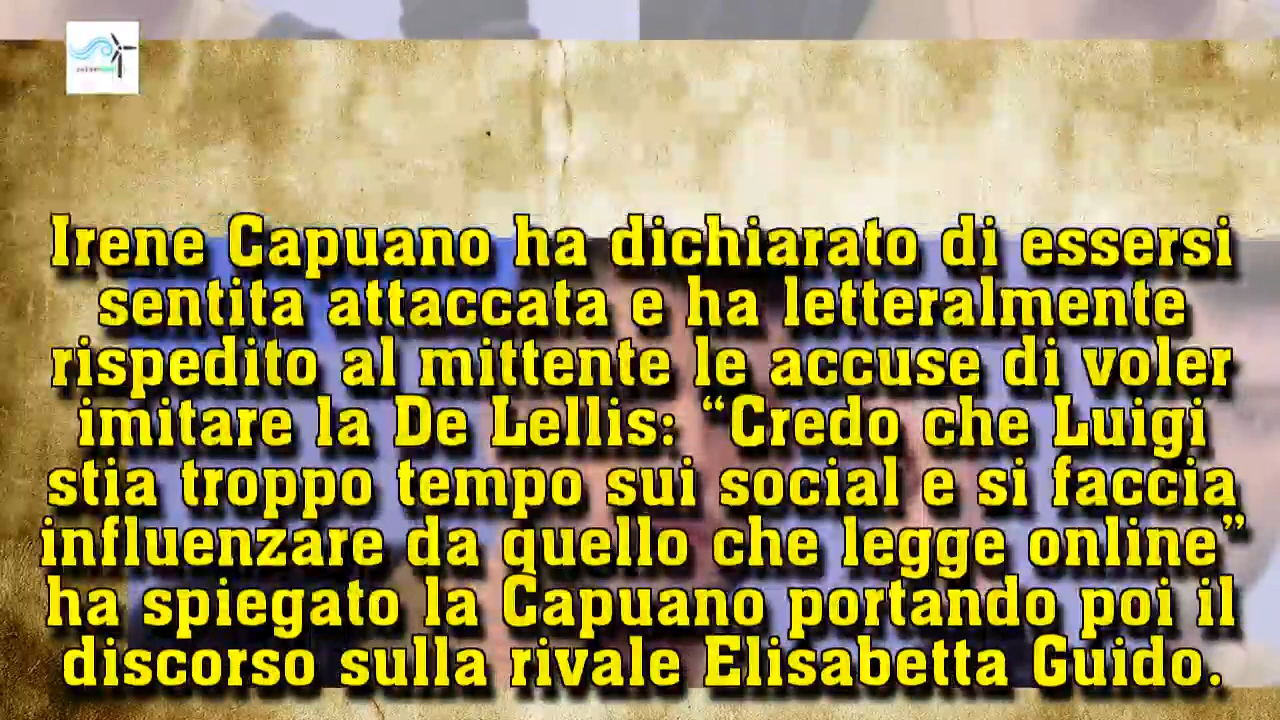 Irene Capuano ha dichiarato di essersi
sentita attaccata e ha letteralmente
rispedito al mittente le accuse di voler
imitare la De Lellis: “Credo che Luigi
stia troppo tempo sui social e si faccia
influenzare da quello che legge online”
ha spiegato la Capuano portando poi il
discorso sulla rivale Elisabetta Guido.